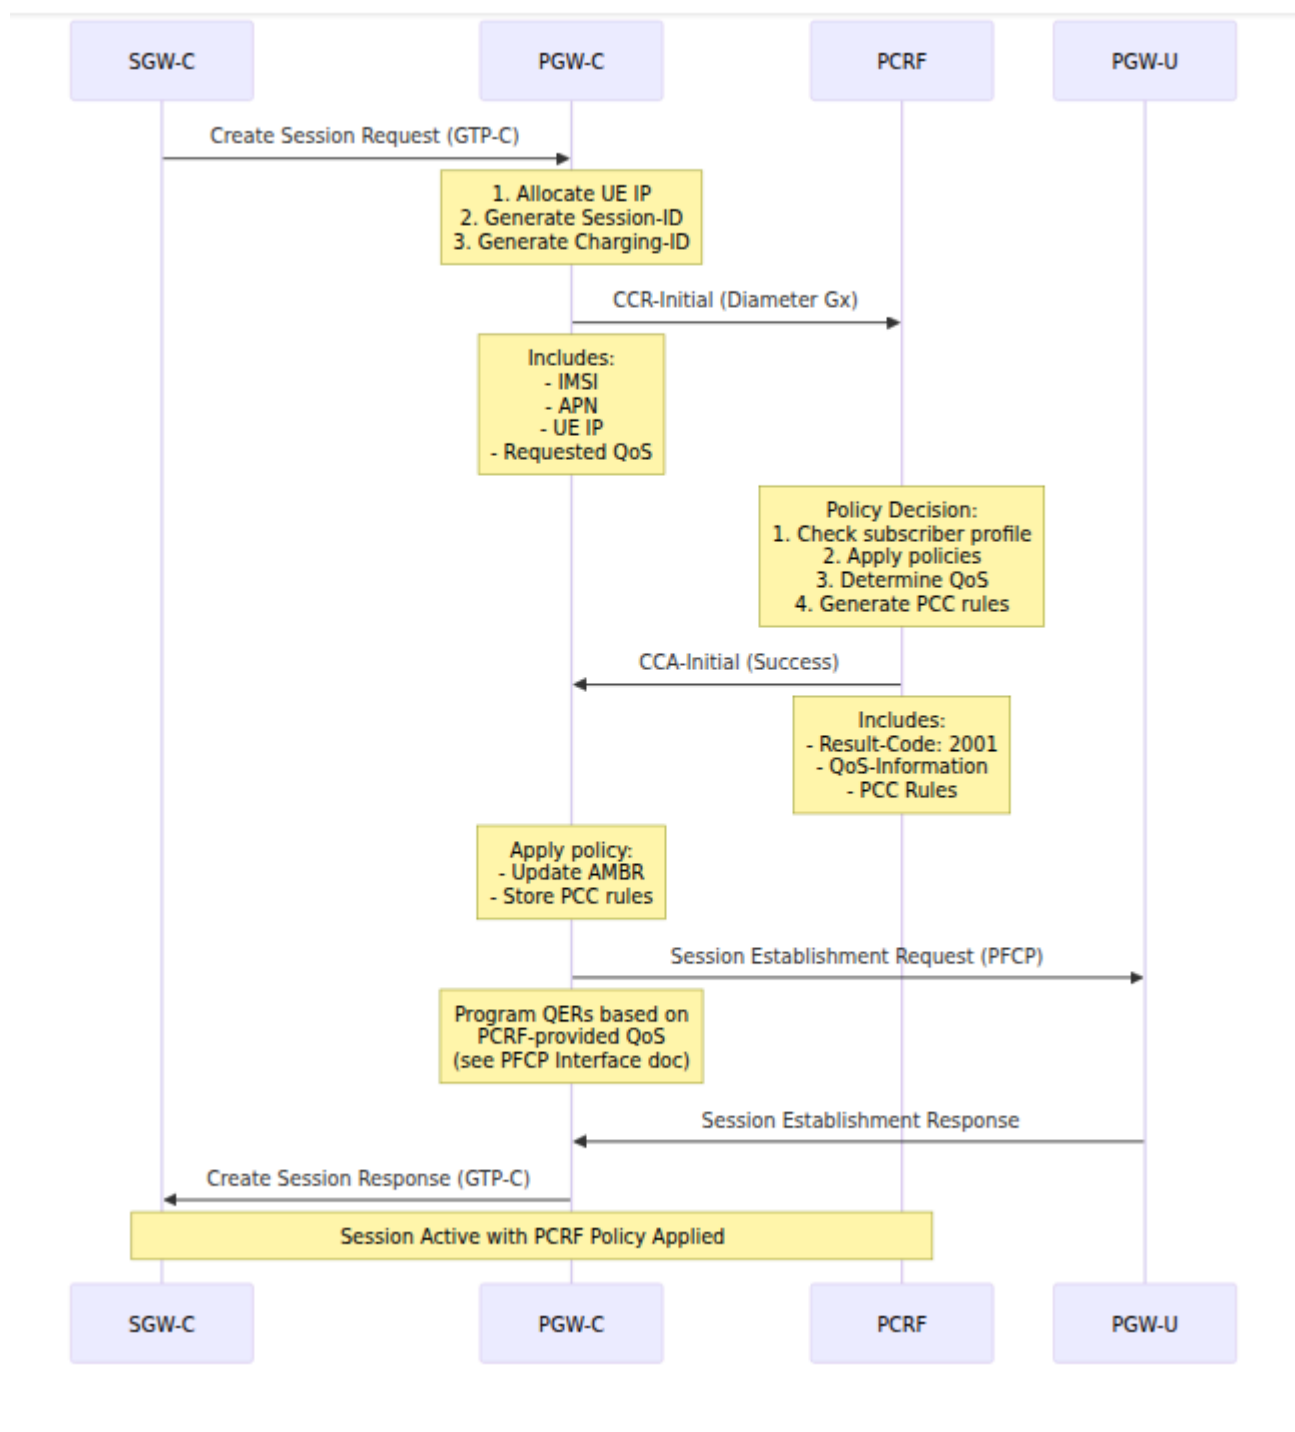 SGW-C
PGW-C
PCRF
PGW-U
Create Session Request (GTP-C)
1. Allocate UE IP
2. Generate Session-ID
3. Generate Charging-ID
CCR-Initial (Diameter Gx)
Includes:
- IMSI
- APN
- UE IP
- Requested QoS
Policy Decision:
1. Check subscriber profile
2. Apply policies
3. Determine QoS
4. Generate PCC rules
CCA-Initial (Success)
Includes:
- Result-Code: 2001
- QoS-Information
- PCC Rules
Apply policy:
- Update AMBR
- Store PCC rules
Session Establishment Request (PFCP)
Program QERs based on
PCRF-provided QoS
(see PFCP Interface doc)
Session Establishment Response
Create Session Response (GTP-C)
Session Active with PCRF Policy Applied
SGW-C
PGW-C
PCRF
PGW-U